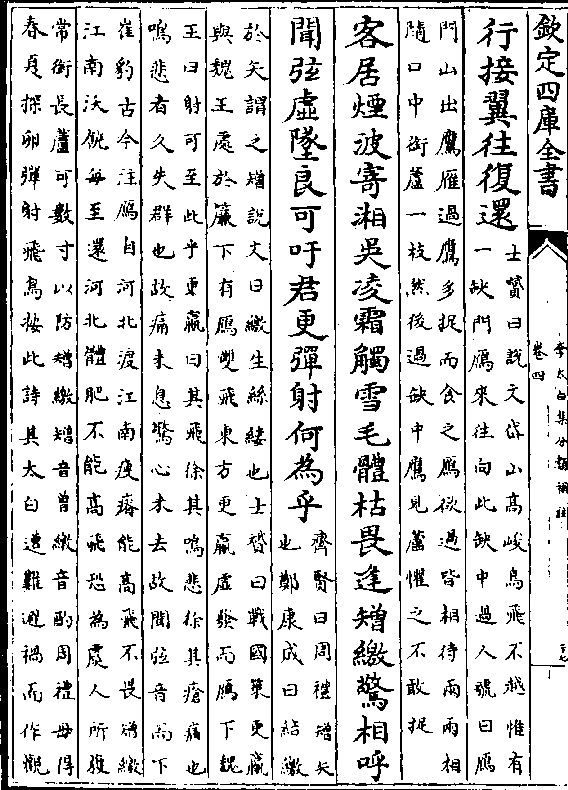 欽定四庫全書
李太白集分類補註
卷四
行接翼往復還
士贇曰説文岱山高峻鳥飛不越惟有
一缺門鴈來往向此缺中過人號曰鴈
門山出鷹雁過鷹多捉而食之鴈欲過皆相待兩兩相
隨口中銜蘆一枝然後過缺中鷹見蘆懼之不敢捉
客居煙波寄湘吳凌霜觸雪毛體枯畏逢矰繳驚相呼
聞弦虛墜良可吁君更彈射何為乎
齊賢曰周禮矰矢
也鄭康成曰結繳
於矢謂之矰説文曰繳生絲縷也士贇曰戰國策更羸
與魏王處於廉下有鴈雙飛東方更羸虛發而鴈下魏
王曰射可至此乎更羸曰其飛徐其鳴悲徐其瘡痛也
鳴悲者久失群也故痛未息驚心未去故聞弦音而下
崔豹古今注鴈自河北渡江南瘦瘠能高飛不畏矰繳
江南沃饒每至還河北體肥不能高飛恐為虞人所獲
常銜長蘆可數寸以防矰繳矰音曾繳音酌周禮毋得
春夏探卵彈射飛鳥按此詩其太白遭難避禍而作觀